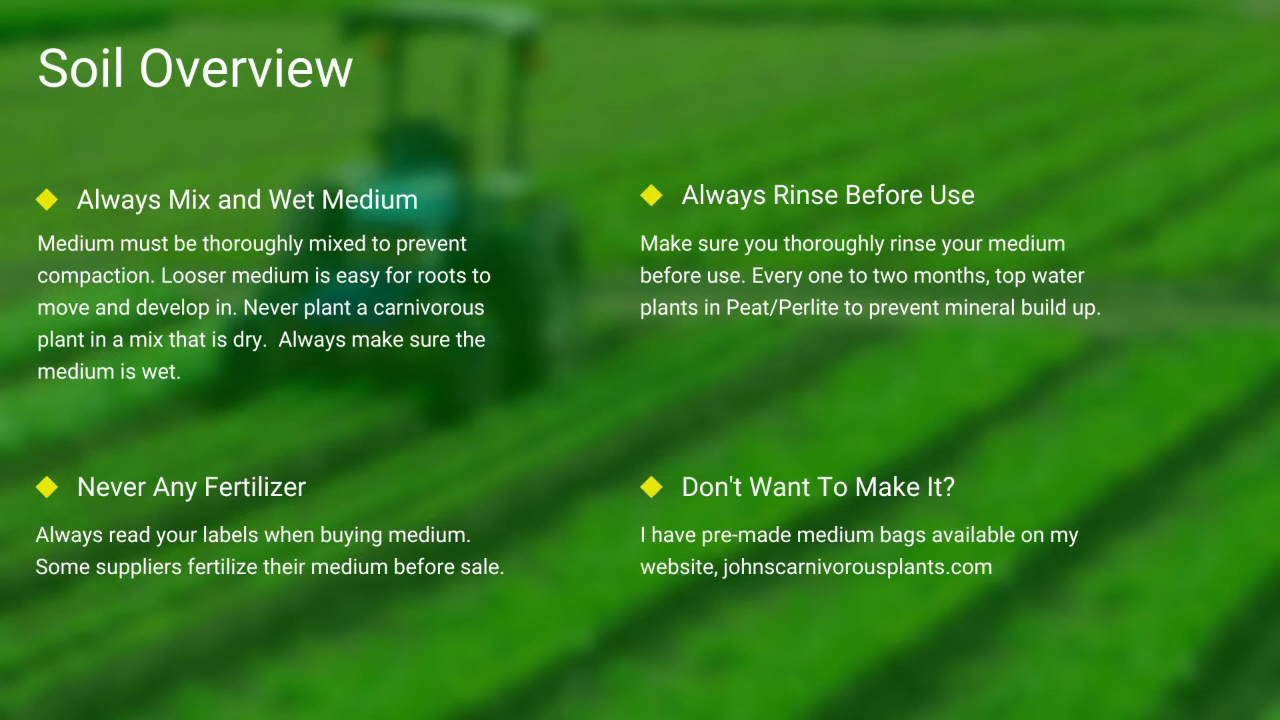 Soil Overview
Always Mix and Wet Medium
Medium must be thoroughly mixed to prevent
compaction. Looser medium is easy for roots to
move and develop in. Never plant a carnivorous
plant in a mix that is dry.  Always make sure the
medium is wet.
Always Rinse Before Use
Make sure you thoroughly rinse your medium
before use. Every one to two months, top water
plants in Peat/Perlite to prevent mineral build up.
Never Any Fertilizer
Always read your labels when buying medium.
Some suppliers fertilize their medium before sale.
Don't Want To Make It?
I have pre-made medium bags available on my
website, johnscarnivorousplants.com